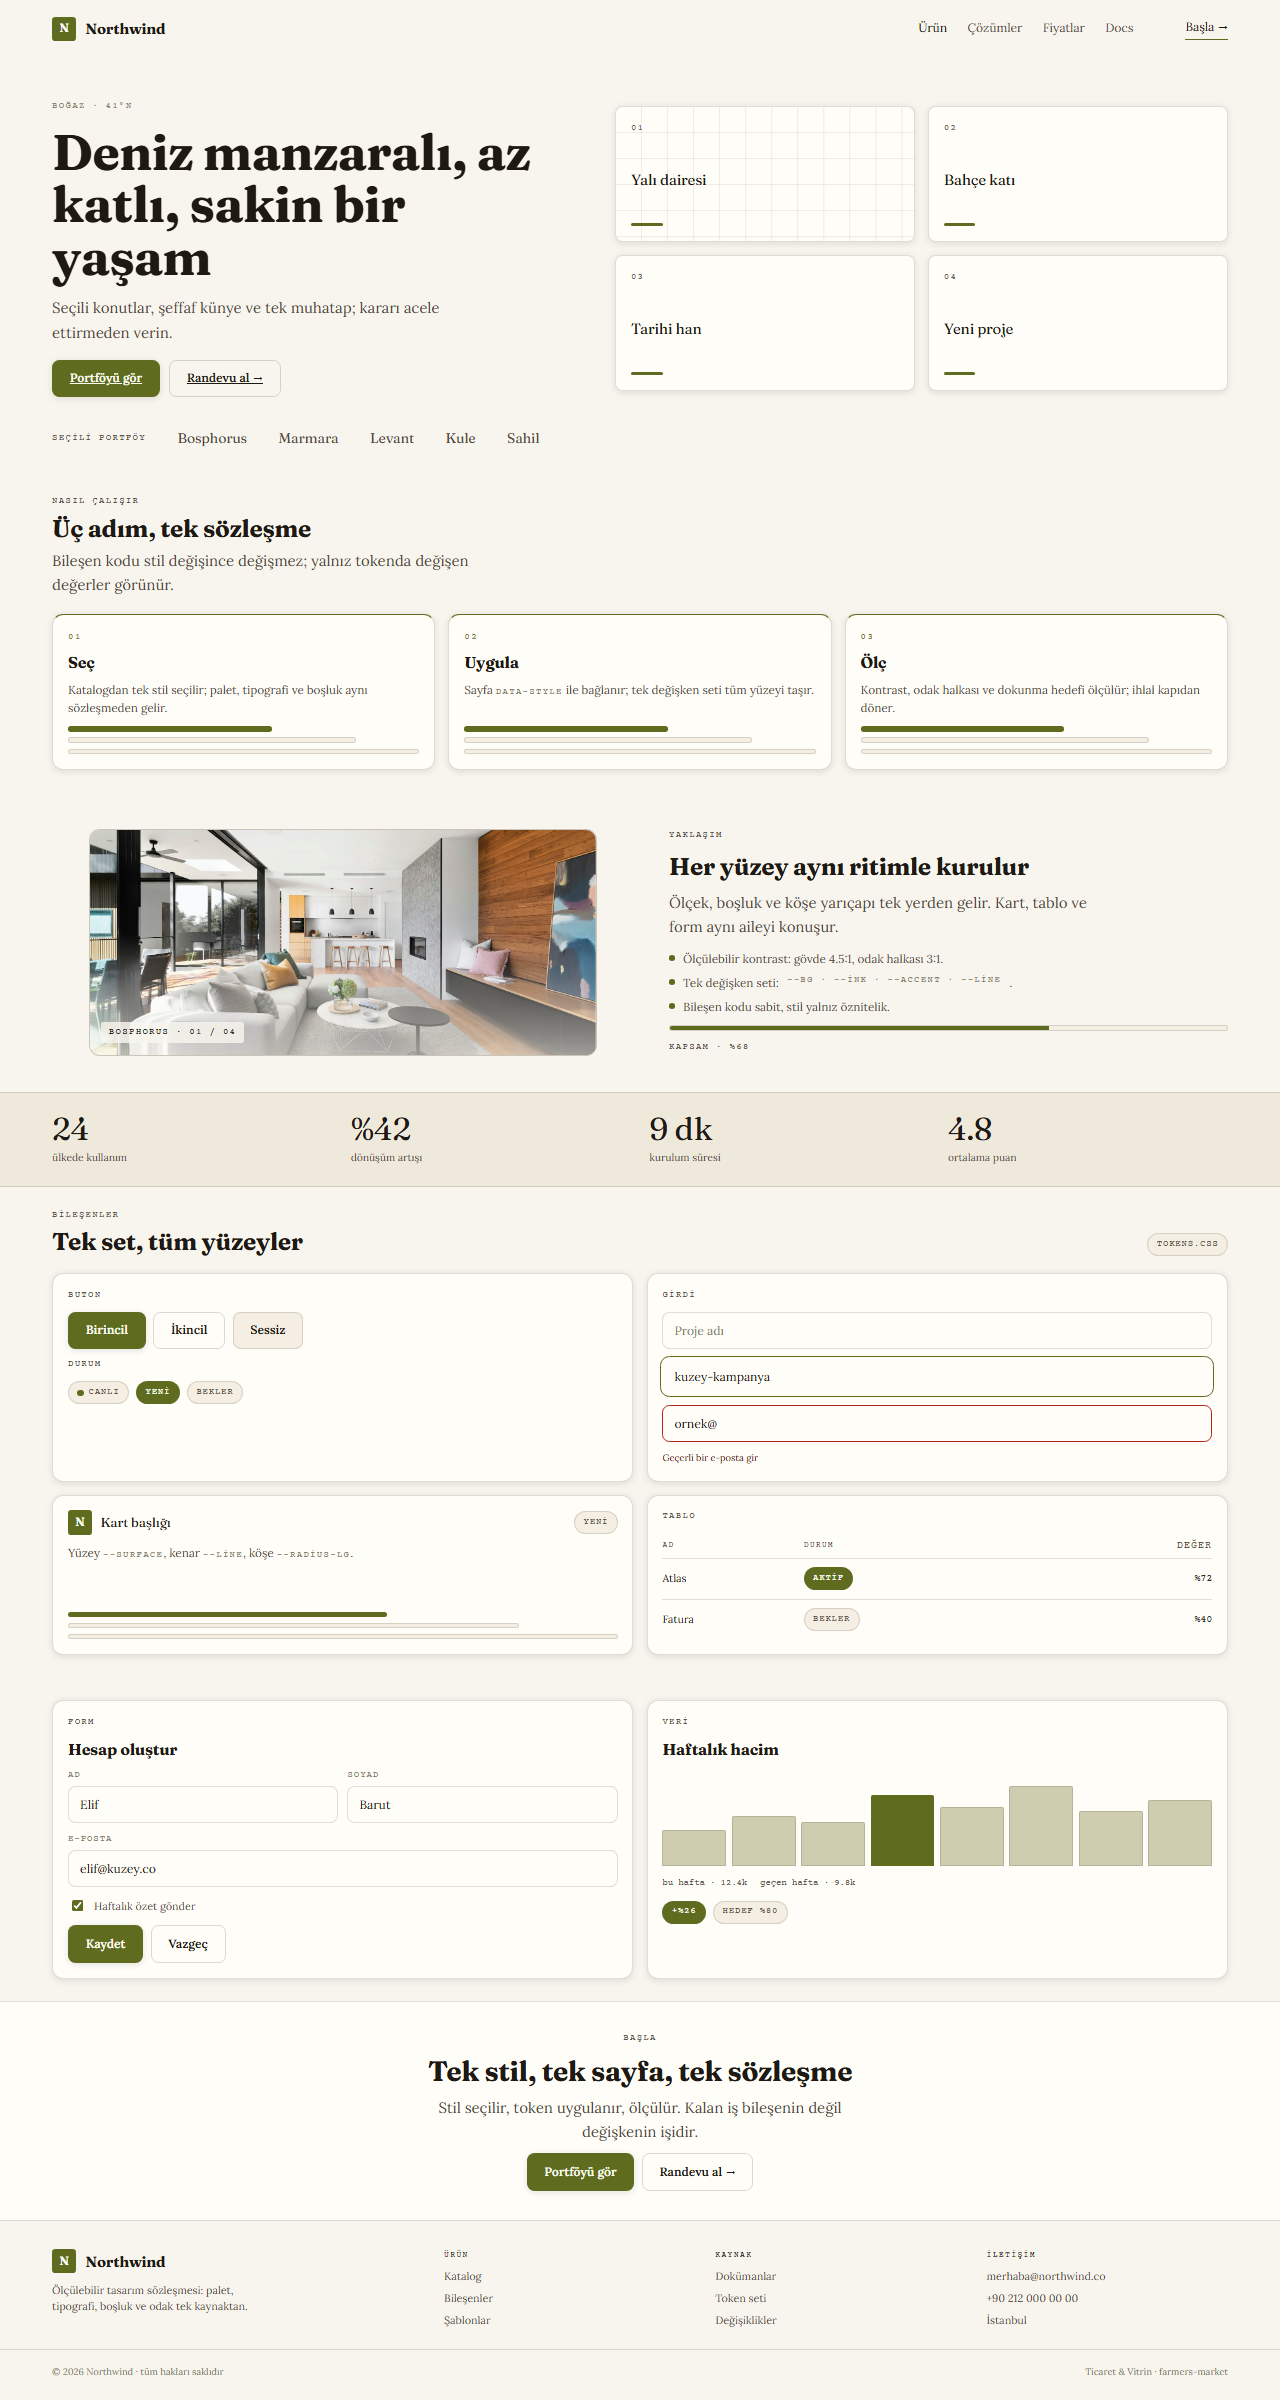 N Northwind
Ürün Çözümler Fiyatlar Docs Başla →
BOĞAZ · 41°N
Deniz manzaralı, az
katlı, sakin bir
yaşam
Seçili konutlar, şeffaf künye ve tek muhatap; kararı acele
ettirmeden verin.
Portföyü gör Randevu al →
01
Yalı dairesi
02
Bahçe katı
03
Tarihi han
04
Yeni proje
SEÇİLİ PORTFÖY Bosphorus Marmara Levant Kule Sahil
NASIL ÇALIŞIR
Üç adım, tek sözleşme
Bileşen kodu stil değişince değişmez; yalnız tokenda değişen
değerler görünür.
01
Seç
Katalogdan tek stil seçilir; palet, tipografi ve boşluk aynı
sözleşmeden gelir.
02
Uygula
Sayfa DATA-STYLE ile bağlanır; tek değişken seti tüm yüzeyi taşır.
03
Ölç
Kontrast, odak halkası ve dokunma hedefi ölçülür; ihlal kapıdan
döner.
BOSPHORUS · 01 / 04
YAKLAŞIM
Her yüzey aynı ritimle kurulur
Ölçek, boşluk ve köşe yarıçapı tek yerden gelir. Kart, tablo ve
form aynı aileyi konuşur.
Ölçülebilir kontrast: gövde 4.5:1, odak halkası 3:1.
Tek değişken seti: --BG · --İNK · --ACCENT · --LİNE .
Bileşen kodu sabit, stil yalnız öznitelik.
KAPSAM · %68
24
ülkede kullanım
%42
dönüşüm artışı
9 dk
kurulum süresi
4.8
ortalama puan
BİLEŞENLER
Tek set, tüm yüzeyler
TOKENS.CSS
BUTON
Birincil İkincil Sessiz
DURUM
CANLI YENİ BEKLER
GİRDİ
Proje adı
kuzey-kampanya
ornek@
Geçerli bir e-posta gir
N Kart başlığı YENİ
Yüzey --SURFACE, kenar --LİNE, köşe --RADİUS-LG.
TABLO
AD DURUM DEĞER
Atlas AKTİF %72
Fatura BEKLER %40
FORM
Hesap oluştur
AD SOYAD
Elif Barut
E-POSTA
elif@kuzey.co
Haftalık özet gönder
Kaydet Vazgeç
VERİ
Haftalık hacim
bu hafta · 12.4k geçen hafta · 9.8k
+%26 HEDEF %80
BAŞLA
Tek stil, tek sayfa, tek sözleşme
Stil seçilir, token uygulanır, ölçülür. Kalan iş bileşenin değil
değişkenin işidir.
Portföyü gör Randevu al →
N Northwind
Ölçülebilir tasarım sözleşmesi: palet,
tipografi, boşluk ve odak tek kaynaktan.
ÜRÜN
Katalog
Bileşenler
Şablonlar
KAYNAK
Dokümanlar
Token seti
Değişiklikler
İLETİŞİM
merhaba@northwind.co
+90 212 000 00 00
İstanbul
© 2026 Northwind · tüm hakları saklıdır
Ticaret & Vitrin · farmers-market